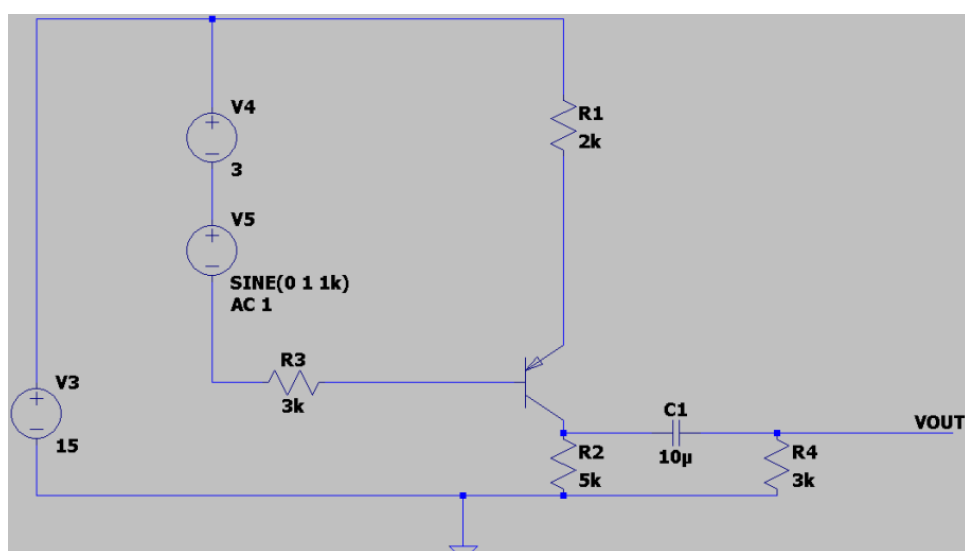 V4
3
R1
2k
V5
SINE(0 1 1k)
AC 1
R3
3k
V3
15
C1
10µ
VOUT
R2
5k
R4
3k